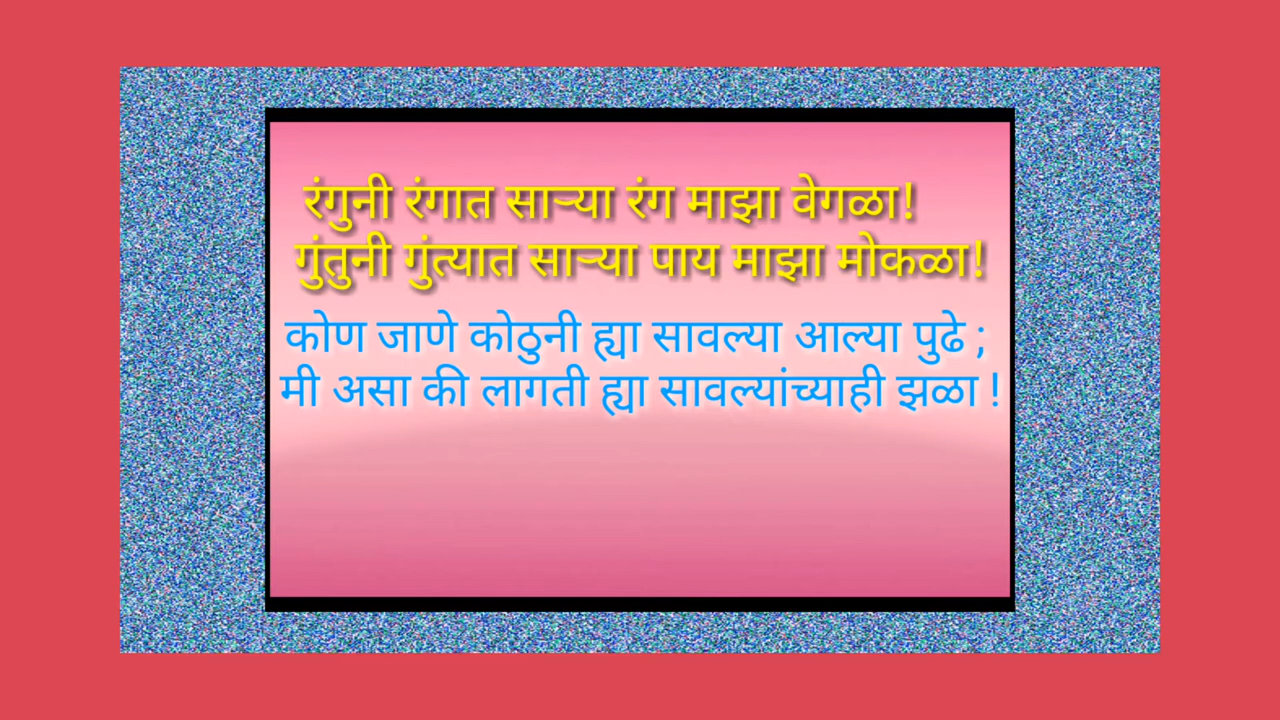 रंगुनी रंगात साऱ्या रंग माझा वेगळा!
गुंतुनी गुंत्यात साऱ्या पाय माझा मोकळा!
कोण जाणे कोठुनी ह्या सावल्या आल्या पुढे ;
मी असा की लागती ह्या सावल्यांच्याही झळा !